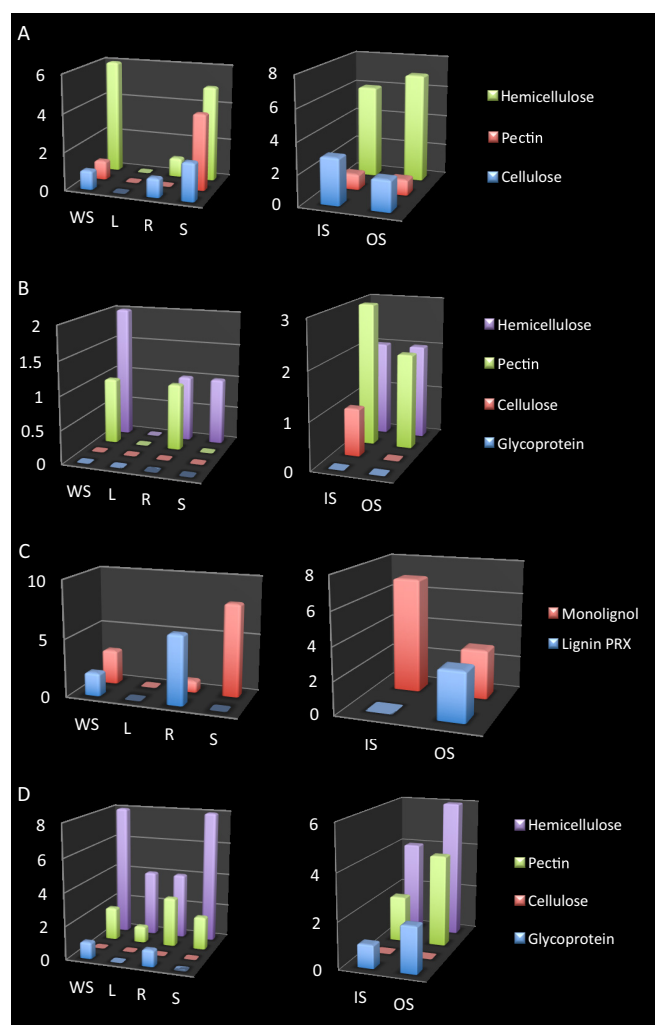 A
6
4
2
0
WS L R S
8
6
4
2
0
IS OS
Hemicellulose
Pectin
Cellulose
B
2
1.5
1
0.5
0
WS L R S
3
2
1
0
IS OS
Hemicellulose
Pectin
Cellulose
Glycoprotein
C
10
5
0
WS L R S
8
6
4
2
0
IS OS
Monolignol
Lignin PRX
D
8
6
4
2
0
WS L R S
6
4
2
0
IS OS
Hemicellulose
Pectin
Cellulose
Glycoprotein